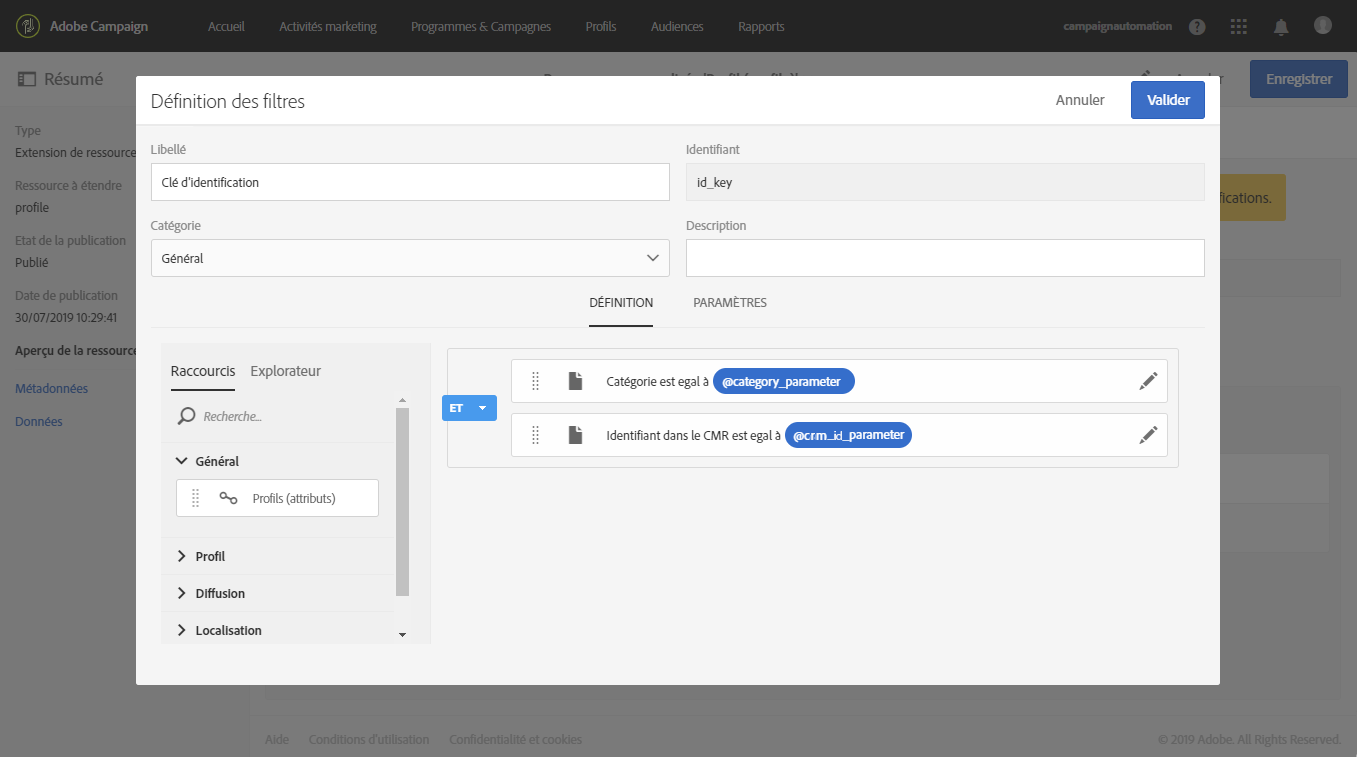 Adobe Campaign Accueil Activités marketing Programmes & Campagnes Profils Audiences Rapports campaignautomation
Résumé Enregistrer
Définition des filtres Annuler Valider
Type
Extension de ressource
Ressource à étendre
profile
Etat de la publication
Publié
Date de publication
30/07/2019 10:29:41
Aperçu de la ressource
Métadonnées
Données
Libellé Identifiant
Clé d'identification id_key
Catégorie Description
Général
fications.
DÉFINITION PARAMÈTRES
Raccourcis Explorateur
Recherche...
Général
Profils (attributs)
Profil
Diffusion
Localisation
ET
Catégorie est egal à @category_parameter
Identifiant dans le CMR est egal à @crm_id_parameter
Aide Conditions d'utilisation Confidentialité et cookies © 2019 Adobe. All Rights Reserved.